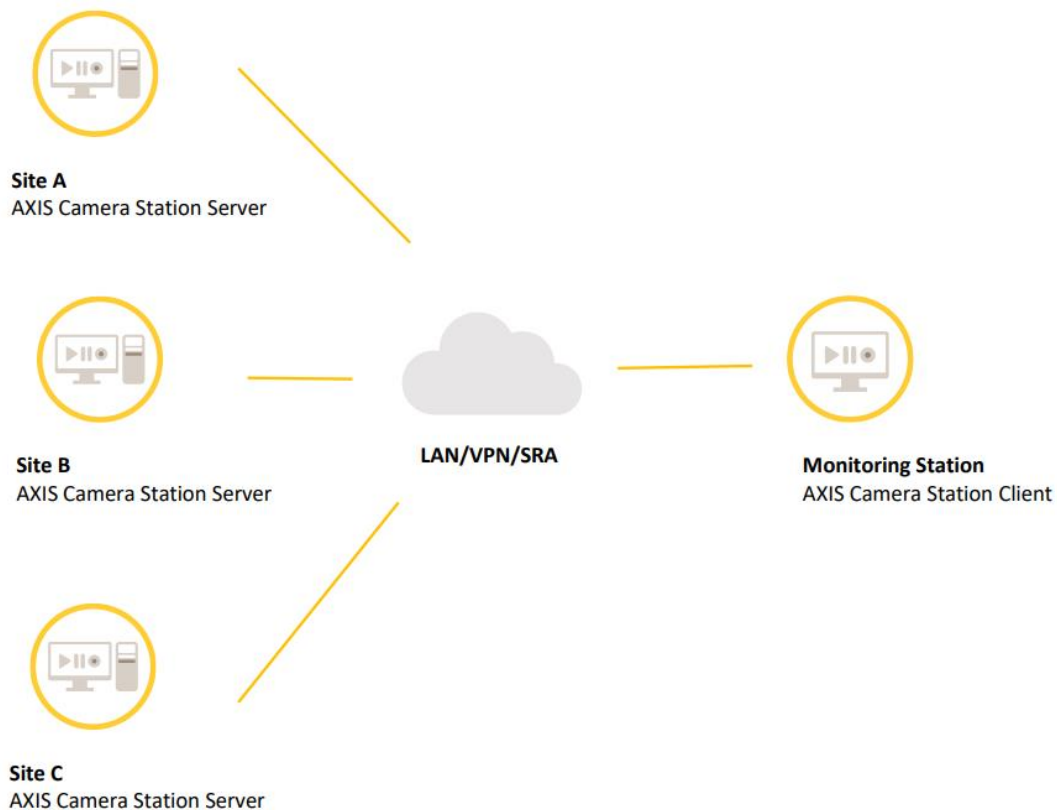 Site A
AXIS Camera Station Server
Site B
AXIS Camera Station Server
LAN/VPN/SRA
Monitoring Station
AXIS Camera Station Client
Site C
AXIS Camera Station Server